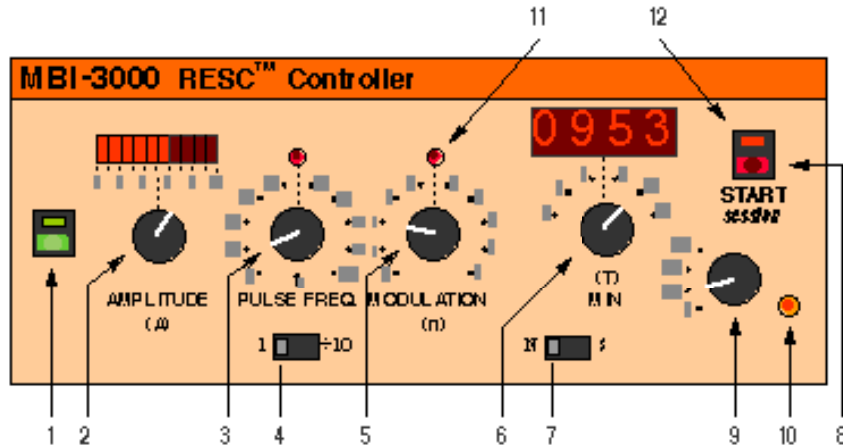 11 12
MBI-3000 RESC™ Controller
0953
START
session
AMPLITUDE
PULSE FREQ.
MODULATION
(T)
MIN
(n)
1 ÷10
N
1 2 3 4 5 6 7 9 10 8